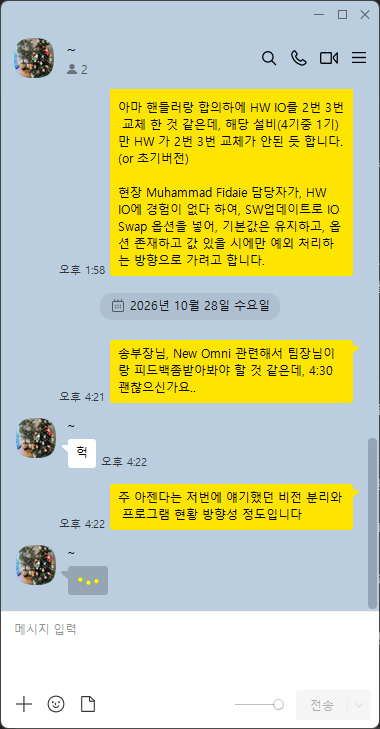 ~
2
아마 핸들러랑 합의하에 HW IO를 2번 3번
교체 한 것 같은데, 해당 설비(4기중 1기)
만 HW 가 2번 3번 교체가 안된 듯 합니다.
(or 초기버전)
현장 Muhammad Fidaie 담당자가, HW
IO에 경험이 없다 하여, SW업데이트로 IO
Swap 옵션을 넣어, 기본값은 유지하고, 옵
션 존재하고 값 있을 시에만 예외 처리하
는 방향으로 가려고 합니다.
오후 1:58
2026년 10월 28일 수요일
송부장님, New Omni 관련해서 팀장님이
랑 피드백좀받아봐야 할 것 같은데, 4:30
괜찮으신가요..
오후 4:21
~
헉
오후 4:22
주 아젠다는 저번에 얘기했던 비전 분리와
프로그램 현황 방향성 정도입니다
오후 4:22
~
메시지 입력
전송